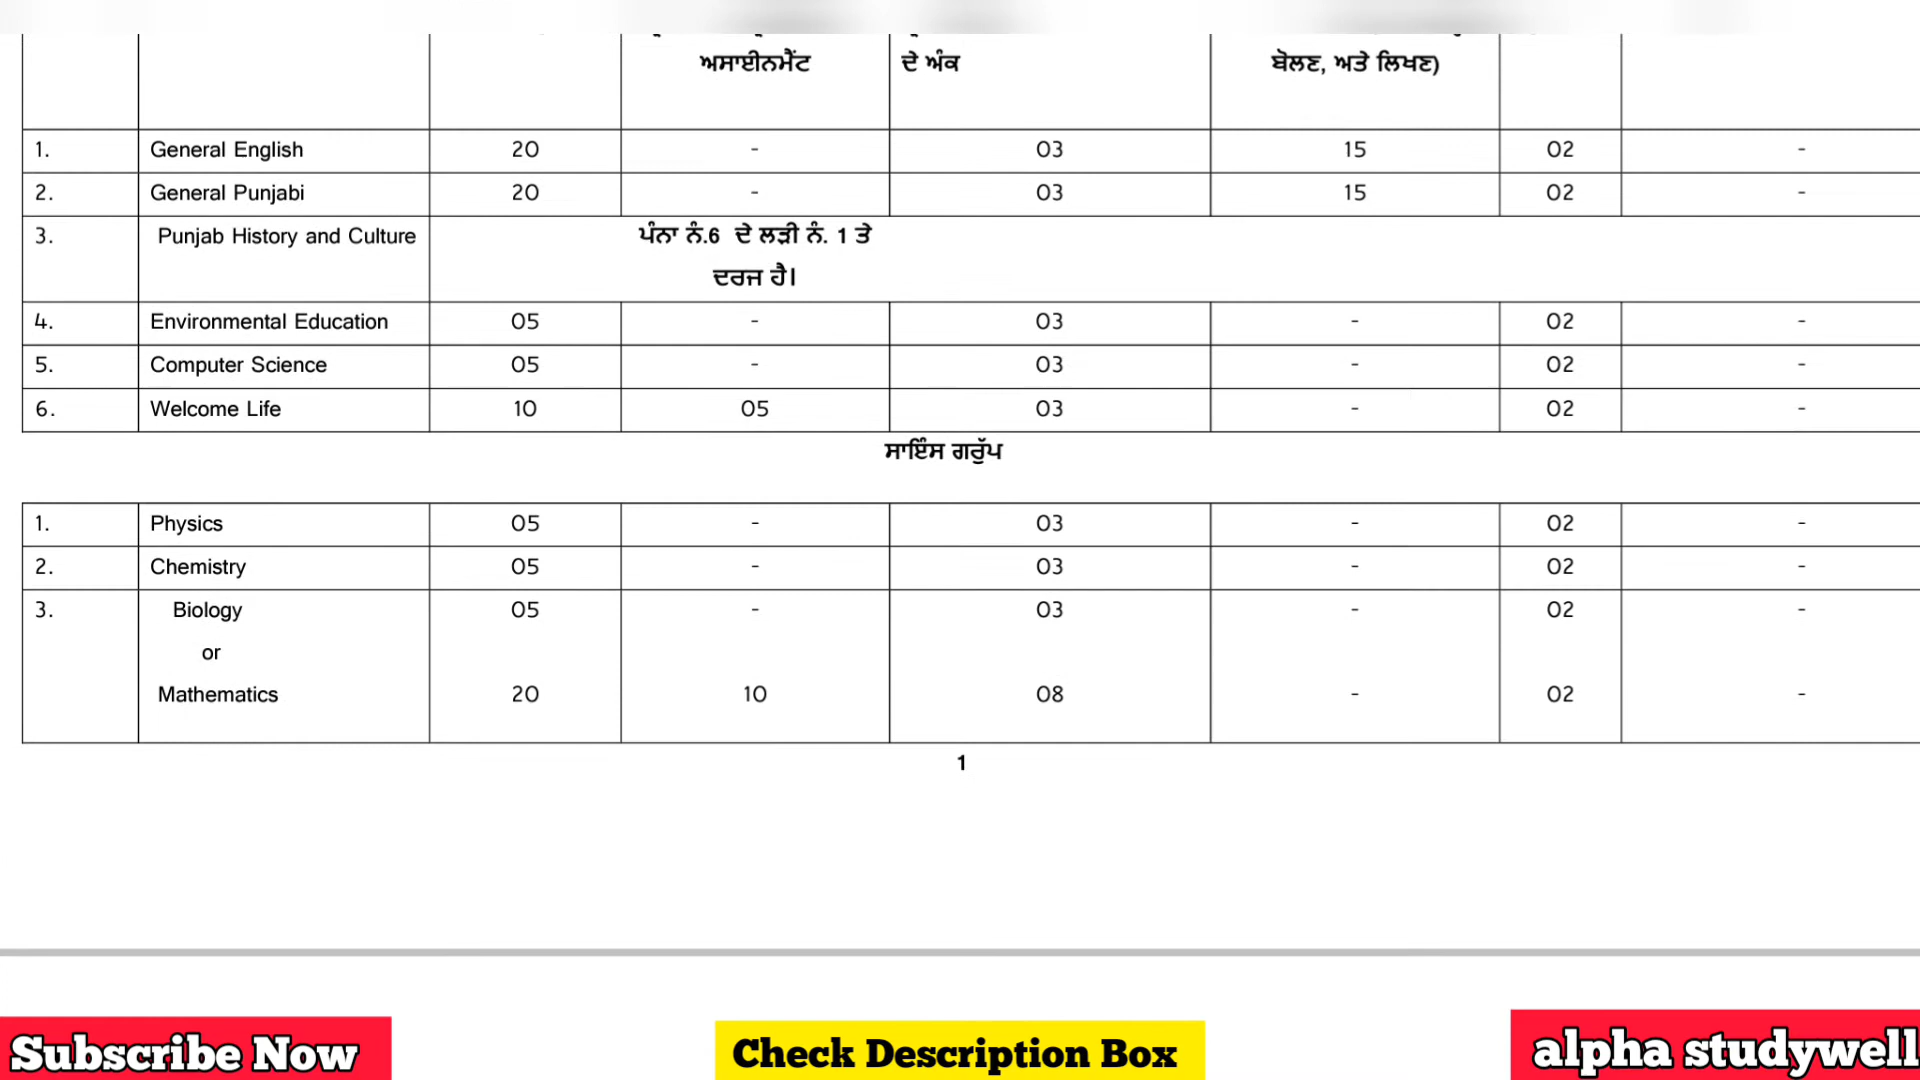 ਅਸਾਈਨਮੈਂਟ ਦੇ ਅੰਕ ਬੋਲਣ, ਅਤੇ ਲਿਖਣ)
1. General English 20 - 03 15 02 -
2. General Punjabi 20 - 03 15 02 -
3. Punjab History and Culture ਪੰਨਾ ਨੰ.6 ਦੇ ਲੜੀ ਨੰ. 1 ਤੇ
ਦਰਜ ਹੈ।
4. Environmental Education 05 - 03 - 02 -
5. Computer Science 05 - 03 - 02 -
6. Welcome Life 10 05 03 - 02 -
ਸਾਇੰਸ ਗਰੁੱਪ
1. Physics 05 - 03 - 02 -
2. Chemistry 05 - 03 - 02 -
3. Biology 05 - 03 - 02 -
or
Mathematics 20 10 08 - 02 -
1
Subscribe Now Check Description Box alpha studywell